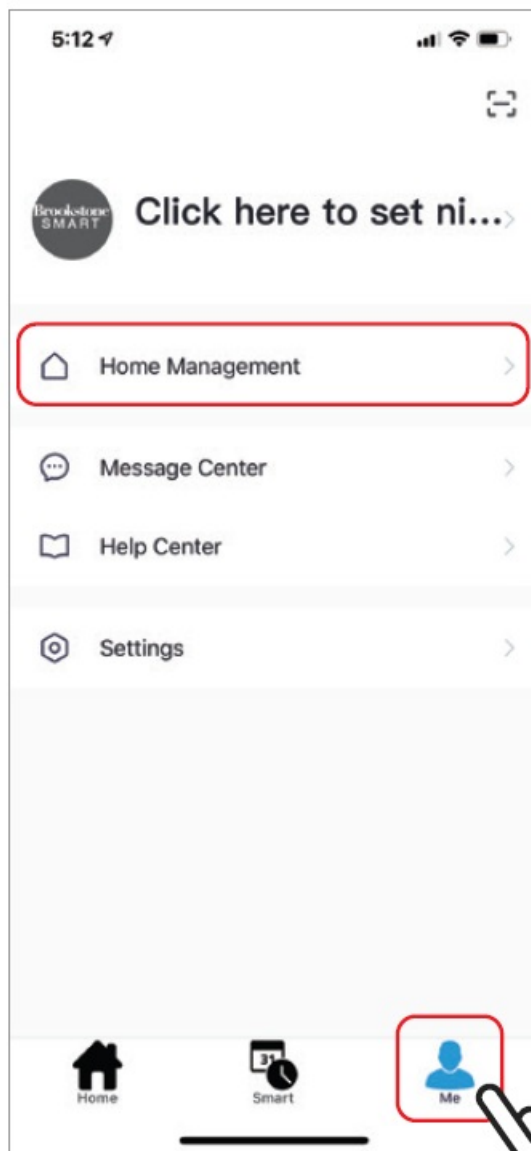 5:12
Brookstone
SMART
Click here to set ni...
Home Management
Message Center
Help Center
Settings
31
Home
Smart
Me